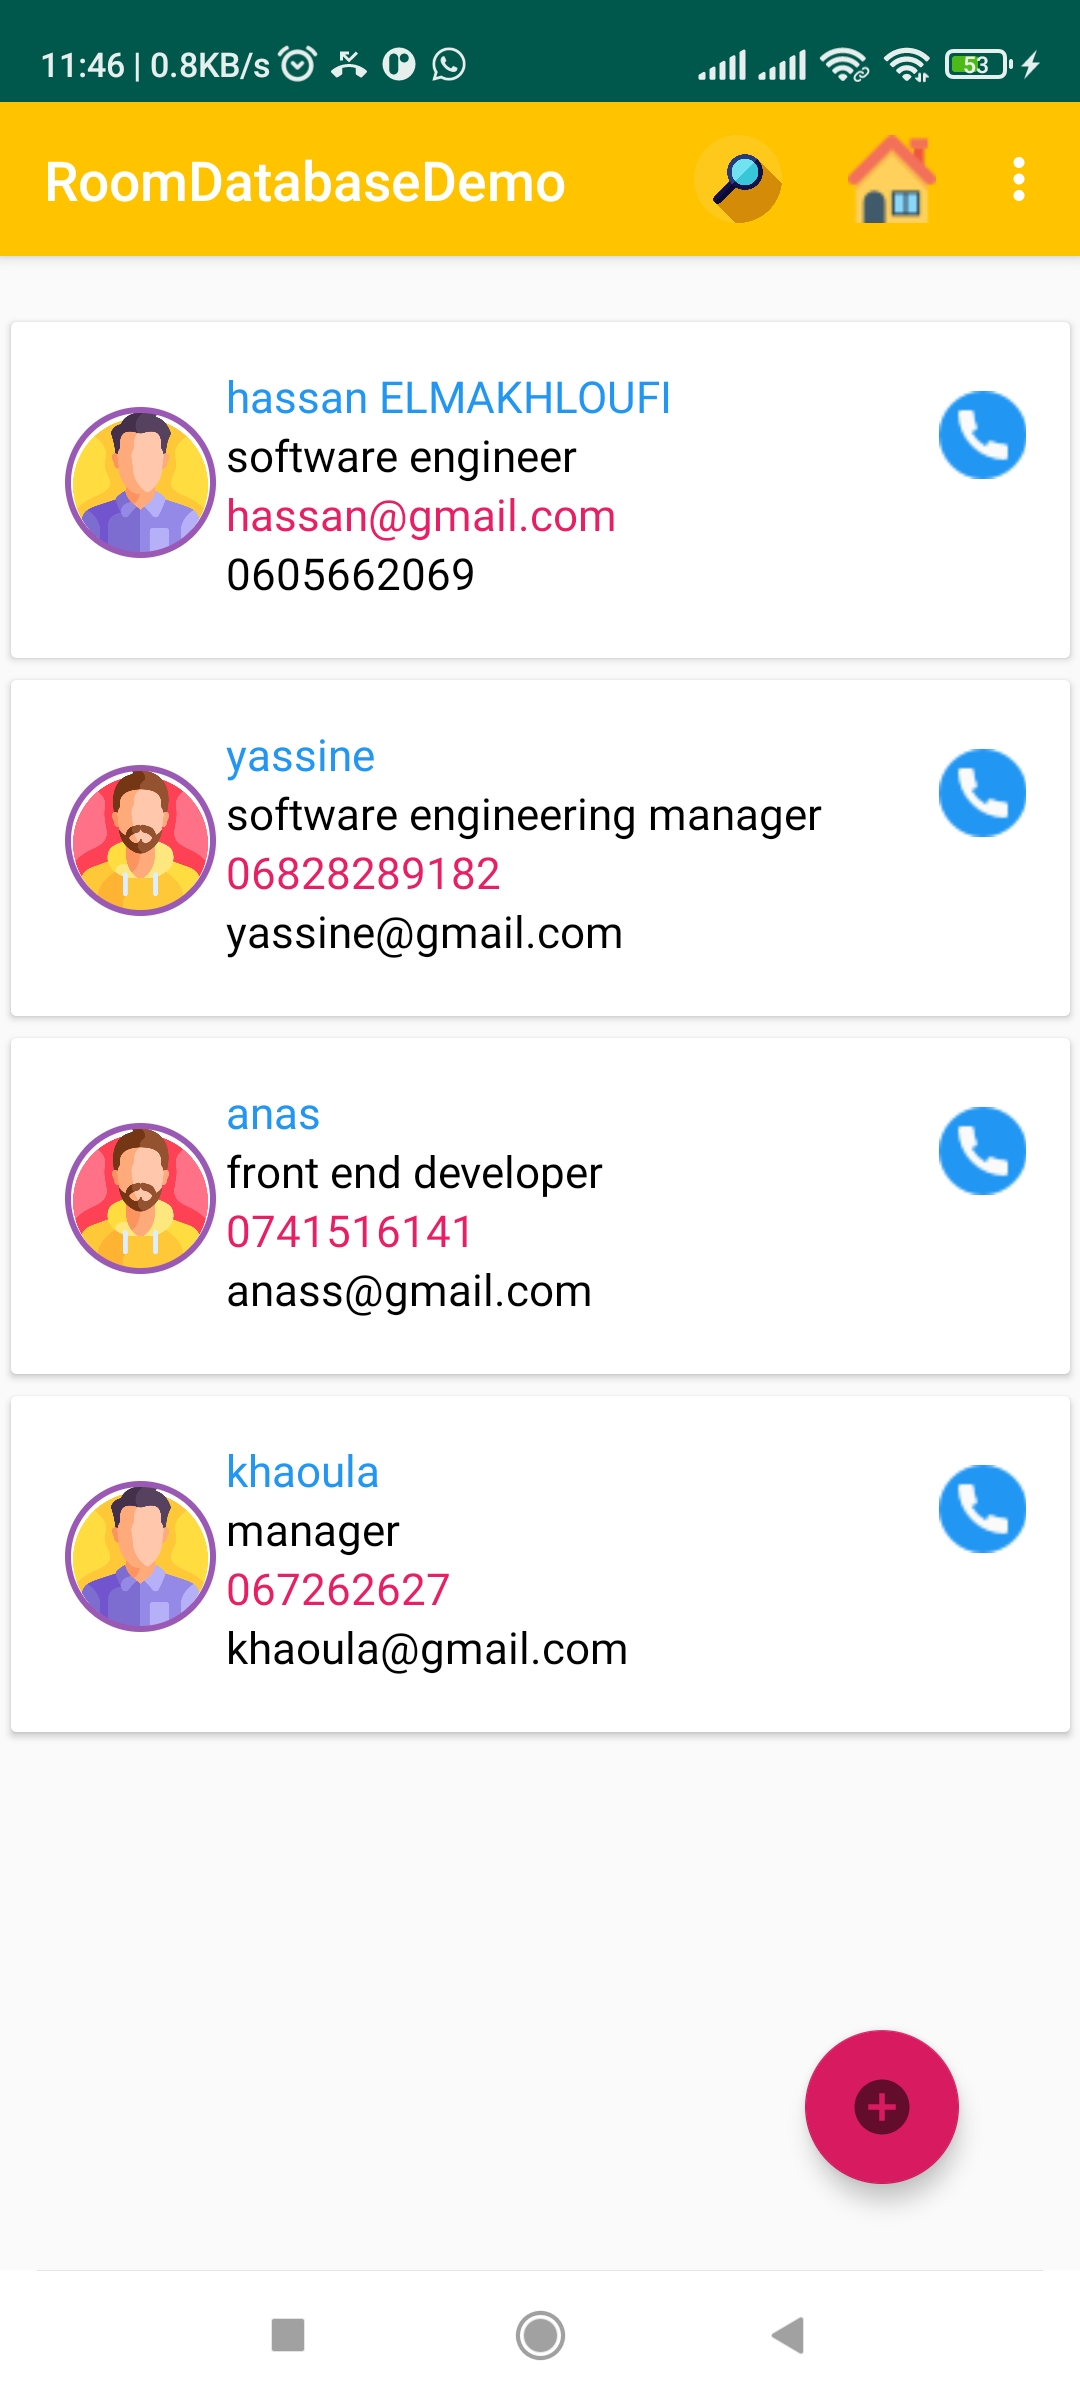 11:46 | 0.8KB/s 53
RoomDatabaseDemo
hassan ELMAKHLOUFI
software engineer
hassan@gmail.com
0605662069
yassine
software engineering manager
06828289182
yassine@gmail.com
anas
front end developer
0741516141
anass@gmail.com
khaoula
manager
067262627
khaoula@gmail.com